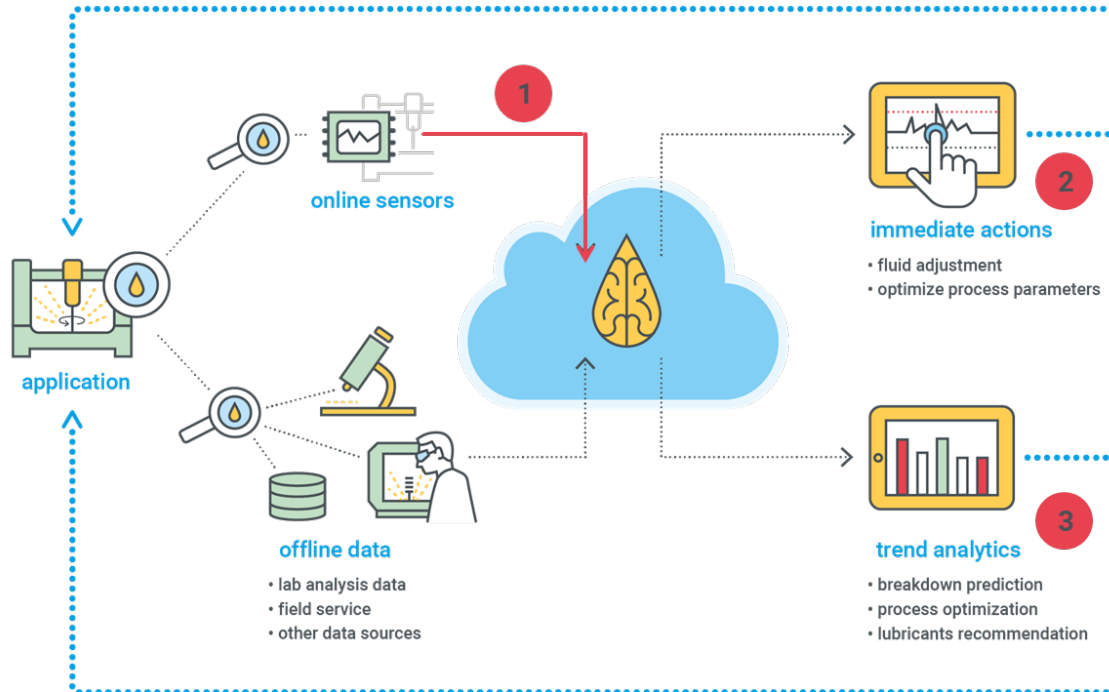 1
online sensors
2
immediate actions
• fluid adjustment
• optimize process parameters
application
offline data
• lab analysis data
• field service
• other data sources
3
trend analytics
• breakdown prediction
• process optimization
• lubricants recommendation